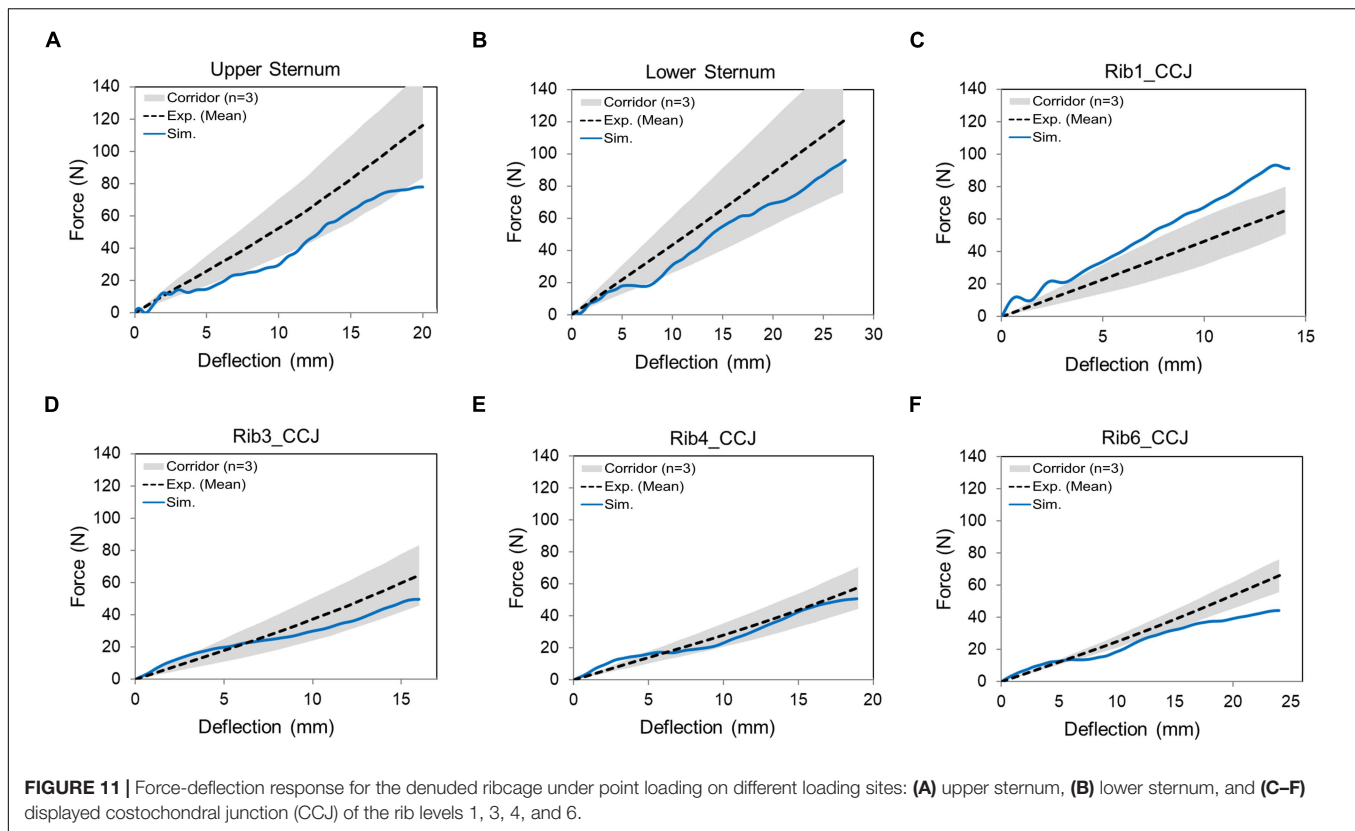 A
Upper Sternum
140
120
100
80
60
40
20
0
Force (N)
Corridor (n=3)
Exp. (Mean)
Sim.
0 5 10 15 20
Deflection (mm)
B
Lower Sternum
140
120
100
80
60
40
20
0
Force (N)
Corridor (n=3)
Exp. (Mean)
Sim.
0 5 10 15 20 25 30
Deflection (mm)
C
Rib1_CCJ
140
120
100
80
60
40
20
0
Force (N)
Corridor (n=3)
Exp. (Mean)
Sim.
0 5 10 15
Deflection (mm)
D
Rib3_CCJ
140
120
100
80
60
40
20
0
Force (N)
Corridor (n=3)
Exp. (Mean)
Sim.
0 5 10 15
Deflection (mm)
E
Rib4_CCJ
140
120
100
80
60
40
20
0
Force (N)
Corridor (n=3)
Exp. (Mean)
Sim.
0 5 10 15 20
Deflection (mm)
F
Rib6_CCJ
140
120
100
80
60
40
20
0
Force (N)
Corridor (n=3)
Exp. (Mean)
Sim.
0 5 10 15 20 25
Deflection (mm)
FIGURE 11 | Force-deflection response for the denuded ribcage under point loading on different loading sites: (A) upper sternum, (B) lower sternum, and (C–F)
displayed costochondral junction (CCJ) of the rib levels 1, 3, 4, and 6.